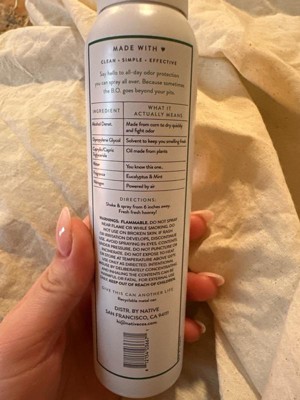 MADE WITH ♥
CLEAN • SIMPLE • EFFECTIVE
Say hello to all-day odor protection
you can spray all over. Because sometimes
the B.O. goes beyond your pits.
INGREDIENT WHAT IT ACTUALLY MEANS
Alcohol Denat. Made from corn to dry quickly and fight odor
Dipropylene Glycol Solvent to keep you smelling fresh
Caprylic/Capric Triglyceride Oil made from plants
Water You know this one.
Fragrance Eucalyptus & Mint
Nitrogen Powered by air
DIRECTIONS:
Shake & spray from 6 inches away.
Fresh fresh hooray!
WARNINGS: FLAMMABLE. DO NOT SPRAY
NEAR FLAME OR WHILE SMOKING. DO
NOT USE ON BROKEN SKIN. IF RASH
OR IRRITATION DEVELOPS, DISCONTINUE
USE. AVOID SPRAYING IN EYES. CONTENTS
UNDER PRESSURE. DO NOT PUNCTURE OR
INCINERATE. DO NOT EXPOSE TO HEAT
OR STORE AT TEMPERATURE ABOVE 120°F.
USE ONLY AS DIRECTED. INTENTIONAL
MISUSE BY DELIBERATELY CONCENTRATING
AND INHALING THE CONTENTS CAN BE
HARMFUL OR FATAL. FOR EXTERNAL USE
ONLY. KEEP OUT OF REACH OF CHILDREN.
GIVE THIS CAN ANOTHER LIFE
Recyclable metal can
DISTR. BY NATIVE
SAN FRANCISCO, CA 94111